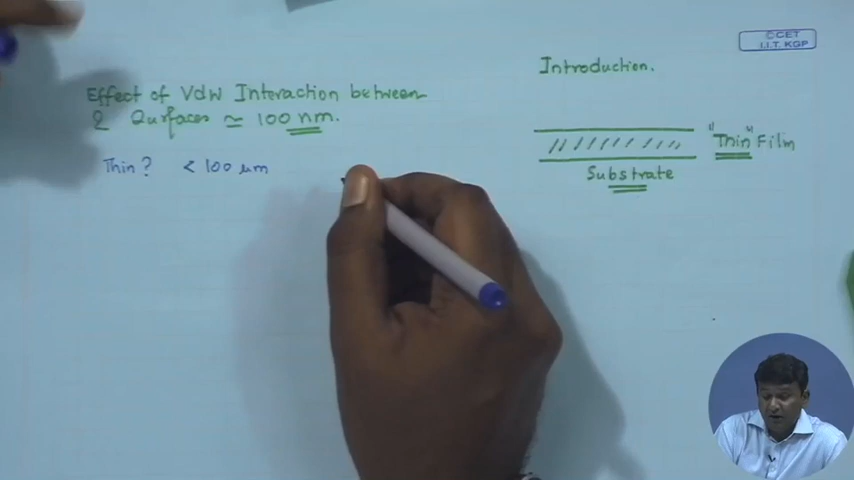 ©CET
I.I.T. KGP
Introduction.
Effect of VdW Interaction between
2 Surfaces ≃ 100 nm.
"Thin" Film
Thin? < 100 μm
Substrate